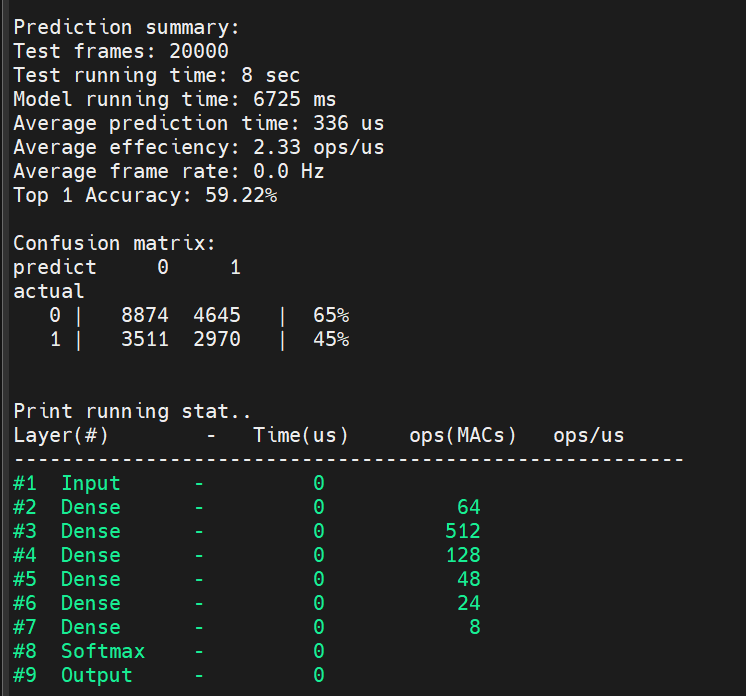 Prediction summary:
Test frames: 20000
Test running time: 8 sec
Model running time: 6725 ms
Average prediction time: 336 us
Average effeciency: 2.33 ops/us
Average frame rate: 0.0 Hz
Top 1 Accuracy: 59.22%
Confusion matrix:
predict     0     1
actual
   0 |   8874  4645   |  65%
   1 |   3511  2970   |  45%
Print running stat..
Layer(#)        -   Time(us)     ops(MACs)   ops/us
--------------------------------------------------------
#1  Input      -         0
#2  Dense      -         0           64
#3  Dense      -         0          512
#4  Dense      -         0          128
#5  Dense      -         0           48
#6  Dense      -         0           24
#7  Dense      -         0            8
#8  Softmax    -         0
#9  Output     -         0